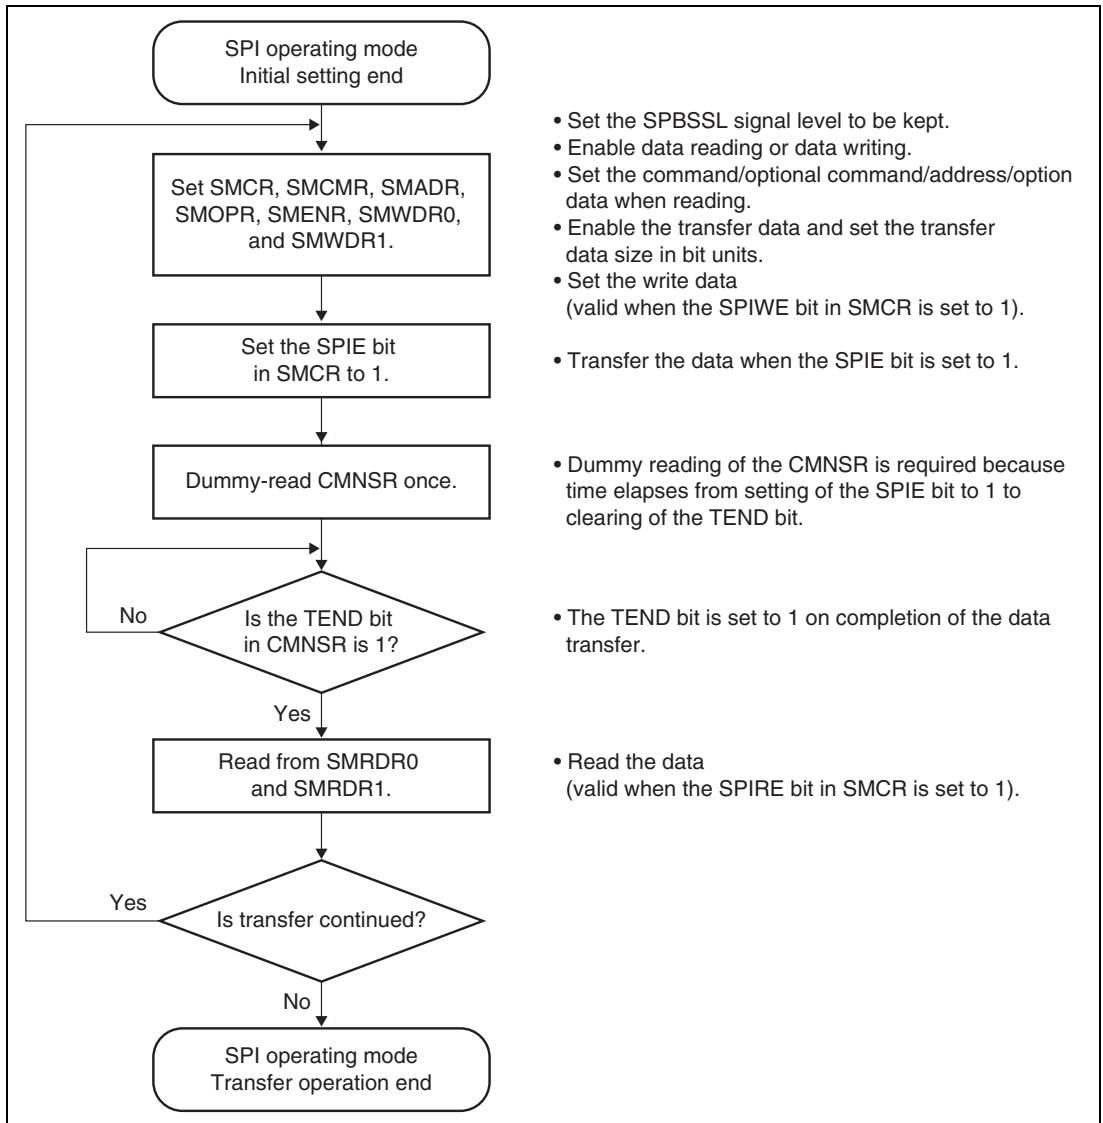 SPI operating mode
Initial setting end
• Set the SPBSSL signal level to be kept.
• Enable data reading or data writing.
• Set the command/optional command/address/option
data when reading.
• Enable the transfer data and set the transfer
data size in bit units.
• Set the write data
(valid when the SPIWE bit in SMCR is set to 1).
Set SMCR, SMCMR, SMADR,
SMOPR, SMENR, SMWDR0,
and SMWDR1.
Set the SPIE bit
in SMCR to 1.
• Transfer the data when the SPIE bit is set to 1.
Dummy-read CMNSR once.
• Dummy reading of the CMNSR is required because
time elapses from setting of the SPIE bit to 1 to
clearing of the TEND bit.
No
Is the TEND bit
in CMNSR is 1?
• The TEND bit is set to 1 on completion of the data
transfer.
Yes
Read from SMRDR0
and SMRDR1.
• Read the data
(valid when the SPIRE bit in SMCR is set to 1).
Yes
Is transfer continued?
No
SPI operating mode
Transfer operation end